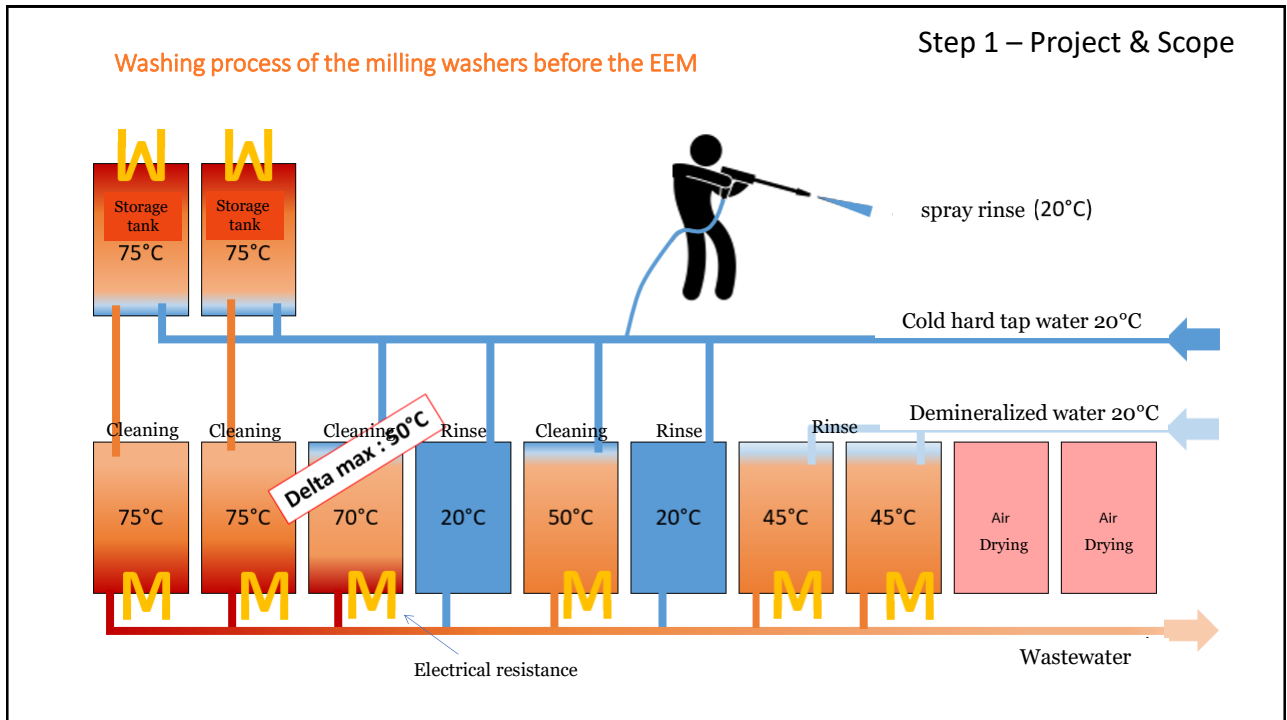 Step 1 – Project & Scope
Washing process of the milling washers before the EEM
Storage
tank
75°C
Storage
tank
75°C
spray rinse (20°C)
Cold hard tap water 20°C
Demineralized water 20°C
Cleaning
Cleaning
Cleaning
Rinse
Cleaning
Rinse
Rinse
Delta max : 50°C
75°C
75°C
70°C
20°C
50°C
20°C
45°C
45°C
Air
Drying
Air
Drying
Electrical resistance
Wastewater